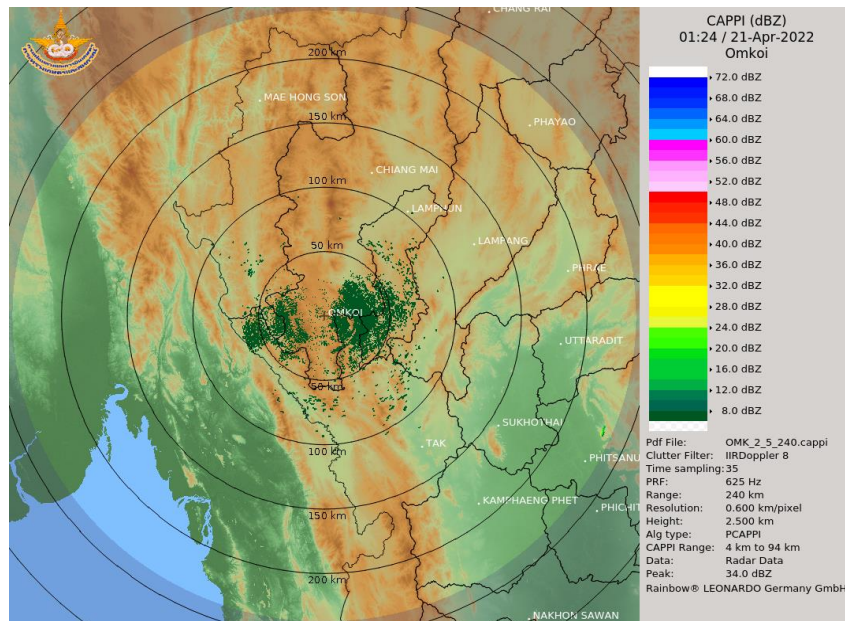 CHANG RAI
200 km
MAE HONG SON
150 km
PHAYAO
CHIANG MAI
100 km
LAMPHUN
LAMPANG
50 km
PHRAE
OMKOI
UTTARADIT
50 km
SUKHOTHAI
TAK
100 km
PHITSANU
KAMPHAENG PHET
PHICHIT
150 km
200 km
NAKHON SAWAN
CAPPI (dBZ)
01:24 / 21-Apr-2022
Omkoi
72.0 dBZ
68.0 dBZ
64.0 dBZ
60.0 dBZ
56.0 dBZ
52.0 dBZ
48.0 dBZ
44.0 dBZ
40.0 dBZ
36.0 dBZ
32.0 dBZ
28.0 dBZ
24.0 dBZ
20.0 dBZ
16.0 dBZ
12.0 dBZ
8.0 dBZ
Pdf File: OMK_2_5_240.cappi
Clutter Filter: IIRDoppler 8
Time sampling:35
PRF: 625 Hz
Range: 240 km
Resolution: 0.600 km/pixel
Height: 2.500 km
Alg type: PCAPPI
CAPPI Range: 4 km to 94 km
Data: Radar Data
Peak: 34.0 dBZ
Rainbow® LEONARDO Germany GmbH